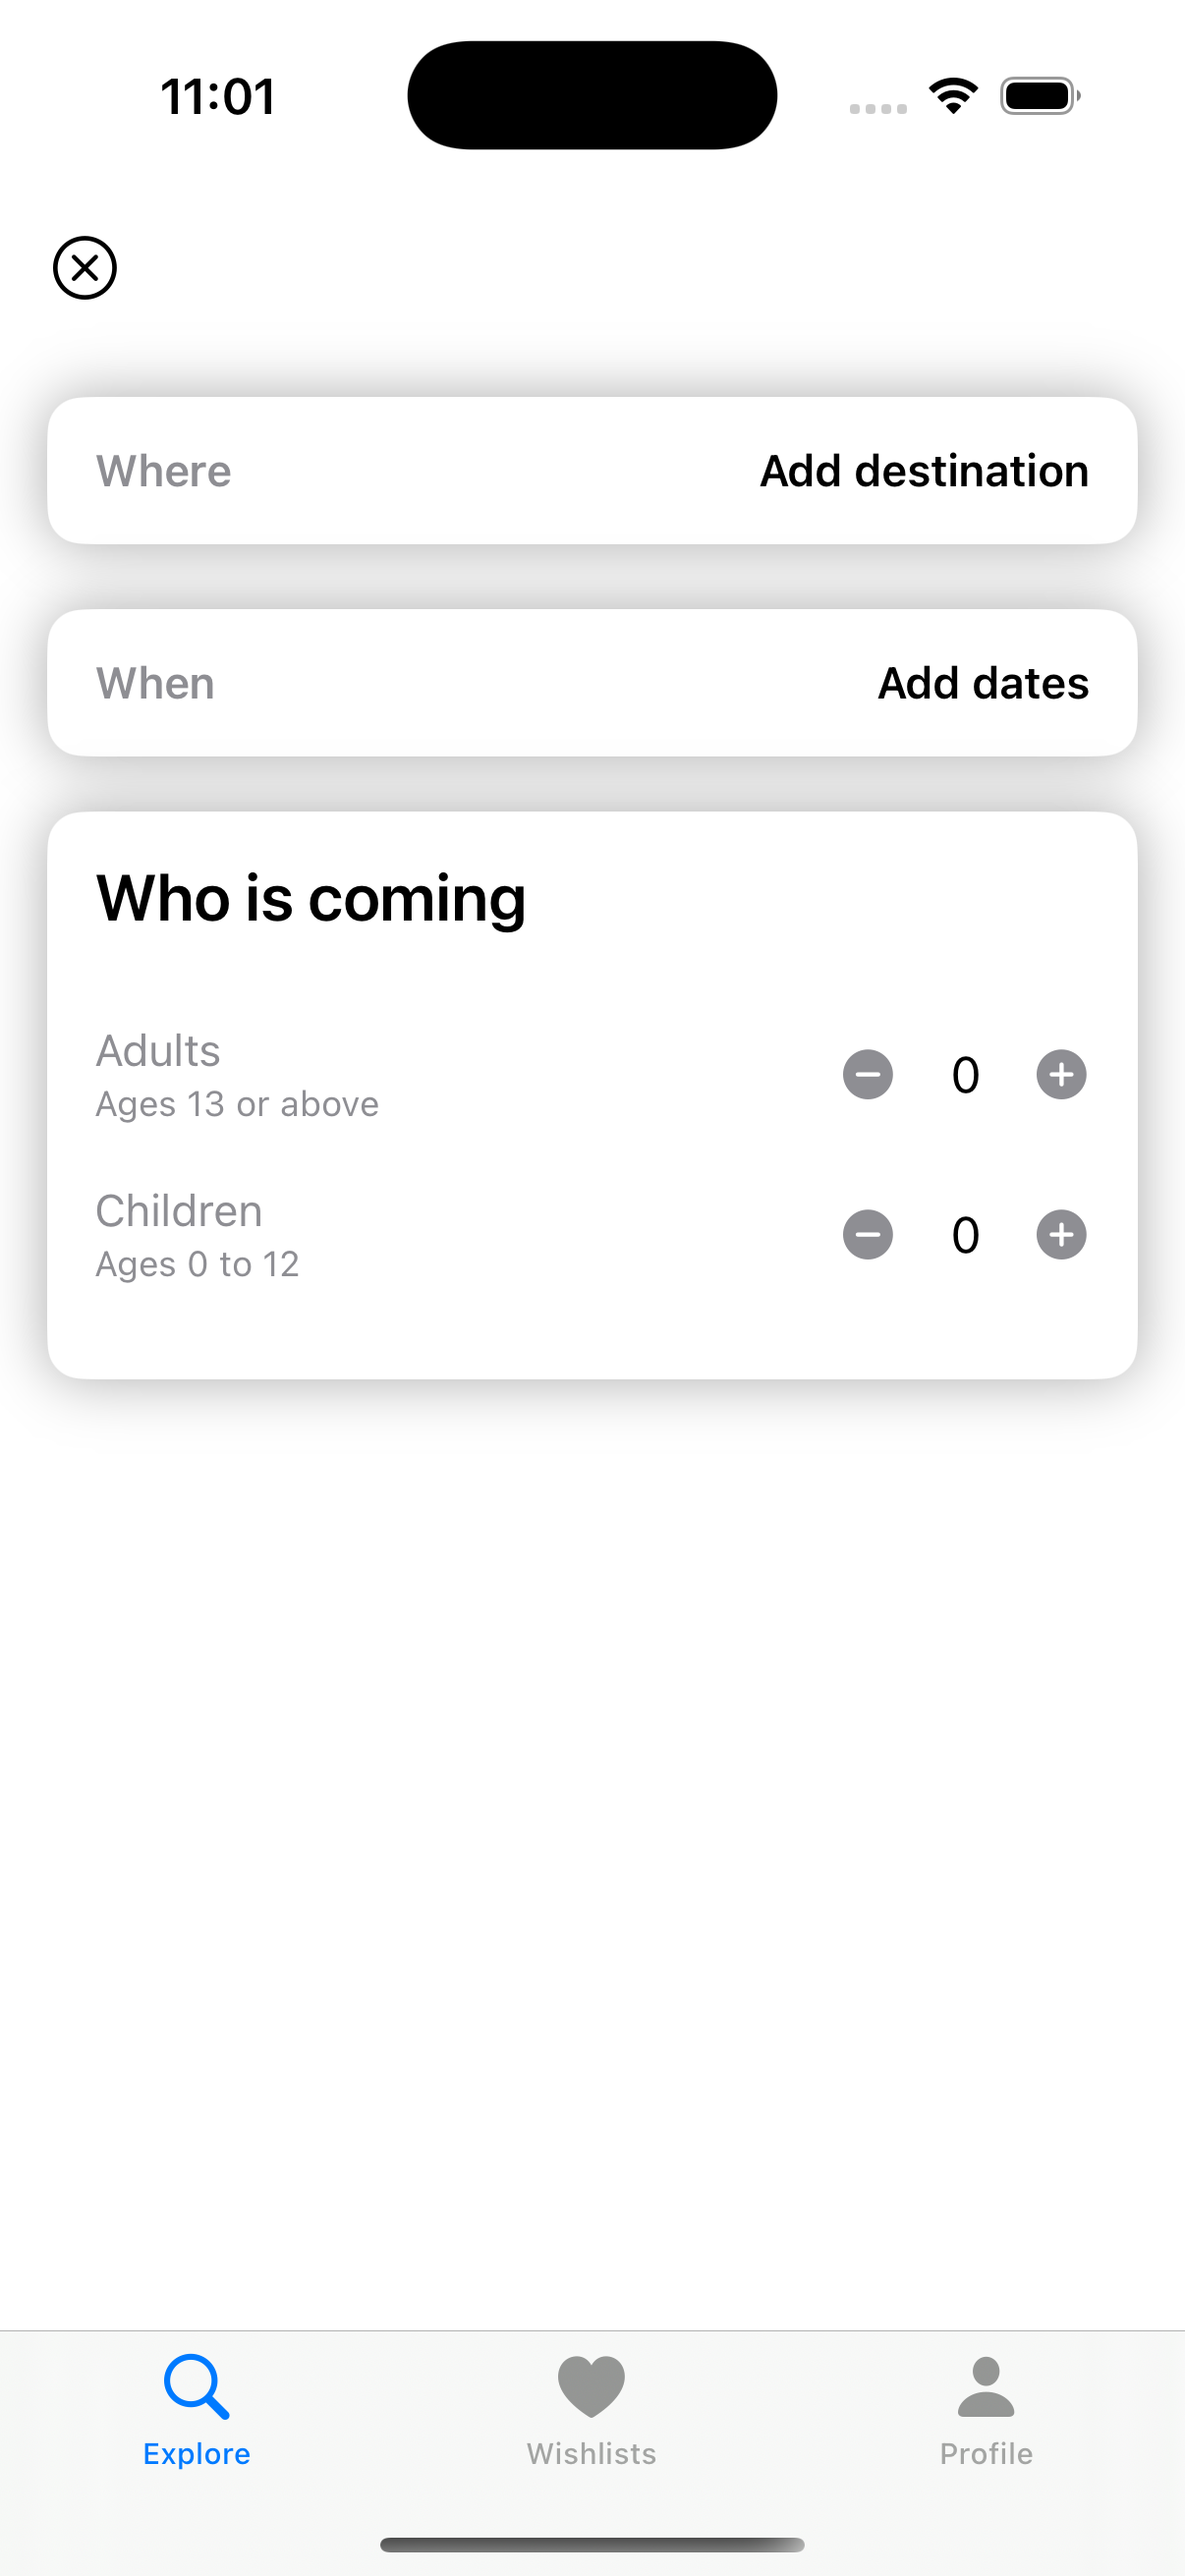 11:01
Where Add destination
When Add dates
Who is coming
Adults
Ages 13 or above
0
Children
Ages 0 to 12
0
Explore Wishlists Profile